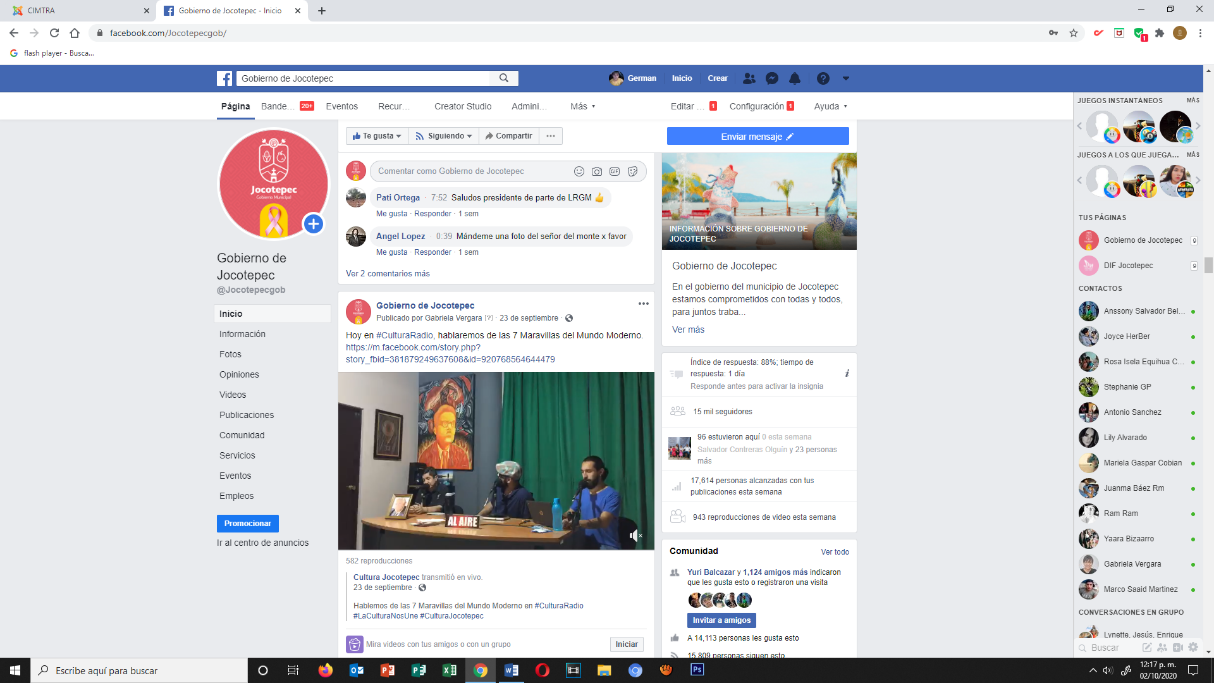 CIMTRA
Gobierno de Jocotepec - Inicio
facebook.com/Jocotepecgob/
flash player - Busca...
Gobierno de Jocotepec
German
Inicio
Crear
Página
Bande...
20+
Eventos
Recur...
Creator Studio
Admini...
Más
Editar ...
1
Configuración
1
Ayuda
Jocotepec
Gobierno Municipal
Gobierno de
Jocotepec
@Jocotepecgob
Inicio
Información
Fotos
Opiniones
Videos
Publicaciones
Comunidad
Servicios
Eventos
Empleos
Promocionar
Ir al centro de anuncios
Te gusta
Siguiendo
Compartir
Comentar como Gobierno de Jocotepec
Pati Ortega · 7:52 Saludos presidente de parte de LRGM
Me gusta · Responder · 1 sem
Angel Lopez · 0:39 Mándeme una foto del señor del monte x favor
Me gusta · Responder · 1 sem
Ver 2 comentarios más
Gobierno de Jocotepec
Publicado por Gabriela Vergara [?] · 23 de septiembre ·
Hoy en #CulturaRadio, hablaremos de las 7 Maravillas del Mundo Moderno.
https://m.facebook.com/story.php?
story_fbid=381879249637608&id=920768564644479
AL AIRE
582 reproducciones
Cultura Jocotepec transmitió en vivo.
23 de septiembre ·
Hablemos de las 7 Maravillas del Mundo Moderno en #CulturaRadio
#LaCulturaNosUne #CulturaJocotepec
Mira videos con tus amigos o con un grupo
Iniciar
Enviar mensaje
INFORMACIÓN SOBRE GOBIERNO DE
JOCOTEPEC
Gobierno de Jocotepec
En el gobierno del municipio de Jocotepec
estamos comprometidos con todas y todos,
para juntos traba...
Ver más
Índice de respuesta: 88%; tiempo de
respuesta: 1 día
Responde antes para activar la insignia
15 mil seguidores
96 estuvieron aquí 0 esta semana
Salvador Contreras Olguín y 23 personas
más
17,614 personas alcanzadas con tus
publicaciones esta semana
943 reproducciones de video esta semana
Comunidad
Ver todo
Yuri Balcazar y 1,124 amigos más indicaron
que les gusta esto o registraron una visita
Invitar a amigos
A 14,113 personas les gusta esto
15,809 personas siguen esto
JUEGOS INSTANTÁNEOS
MÁS
JUEGOS A LOS QUE JUEGA...
MÁS
TUS PÁGINAS
Gobierno de Jocotepec
9
DIF Jocotepec
9
CONTACTOS
Anssony Salvador Bel...
Joyce HerBer
Rosa Isela Equihua C...
Stephanie GP
Antonio Sanchez
Lily Alvarado
Mariela Gaspar Cobian
Juanma Báez Rm
Ram Ram
Yaara Bizaarro
Gabriela Vergara
Marco Saaid Martinez
CONVERSACIONES EN GRUPO
Lynette, Jesús, Enrique
Buscar
Escribe aquí para buscar
12:17 p. m.
02/10/2020